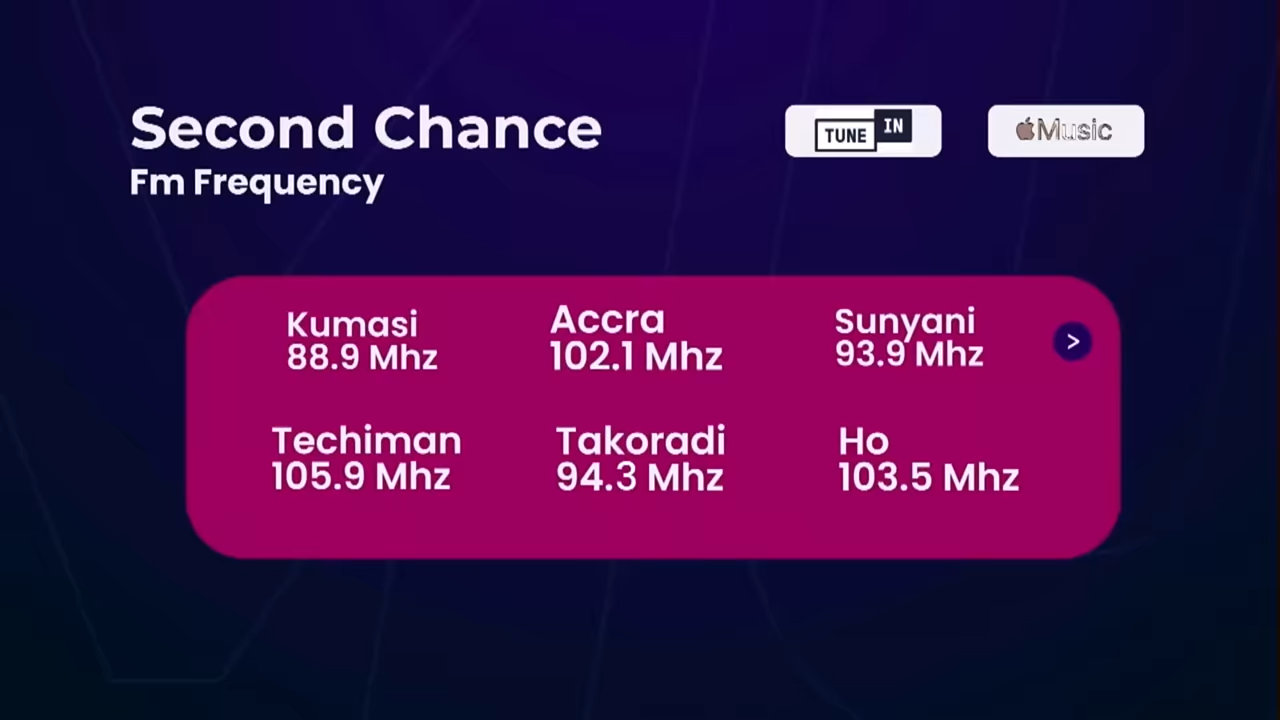 Second Chance
Fm Frequency
TUNE IN
Music
Kumasi
88.9 Mhz
Accra
102.1 Mhz
Sunyani
93.9 Mhz
>
Techiman
105.9 Mhz
Takoradi
94.3 Mhz
Ho
103.5 Mhz